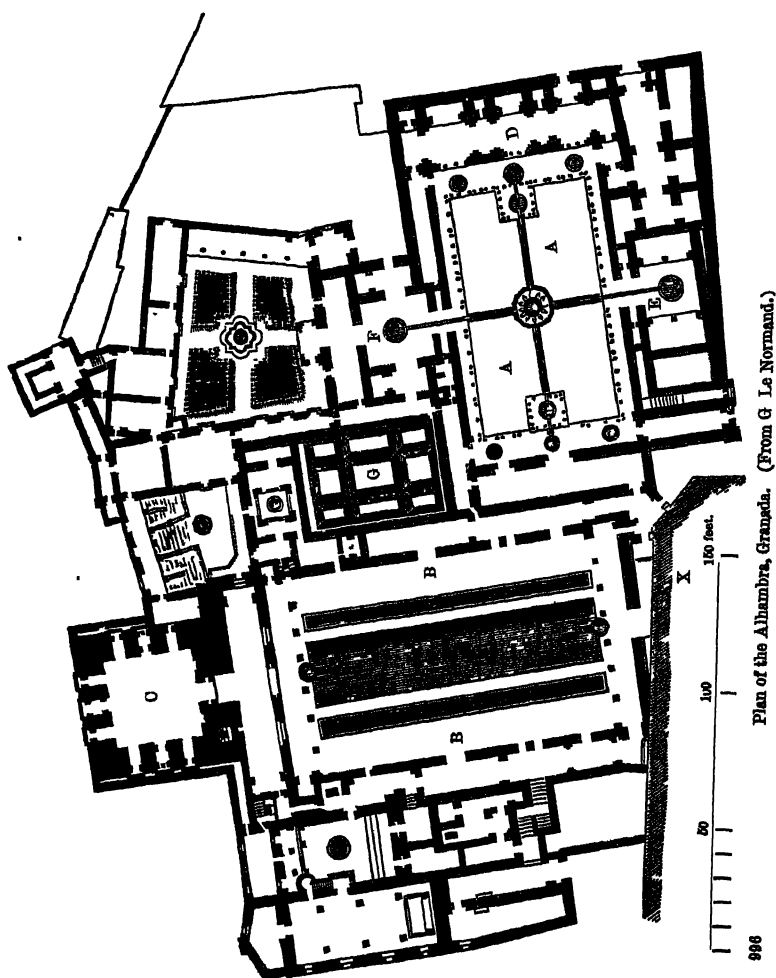 C
G
F
B
B
A
D
A
E
X
50
100
150 feet.
996
Plan of the Alhambra, Granada. (From G Le Normand.)